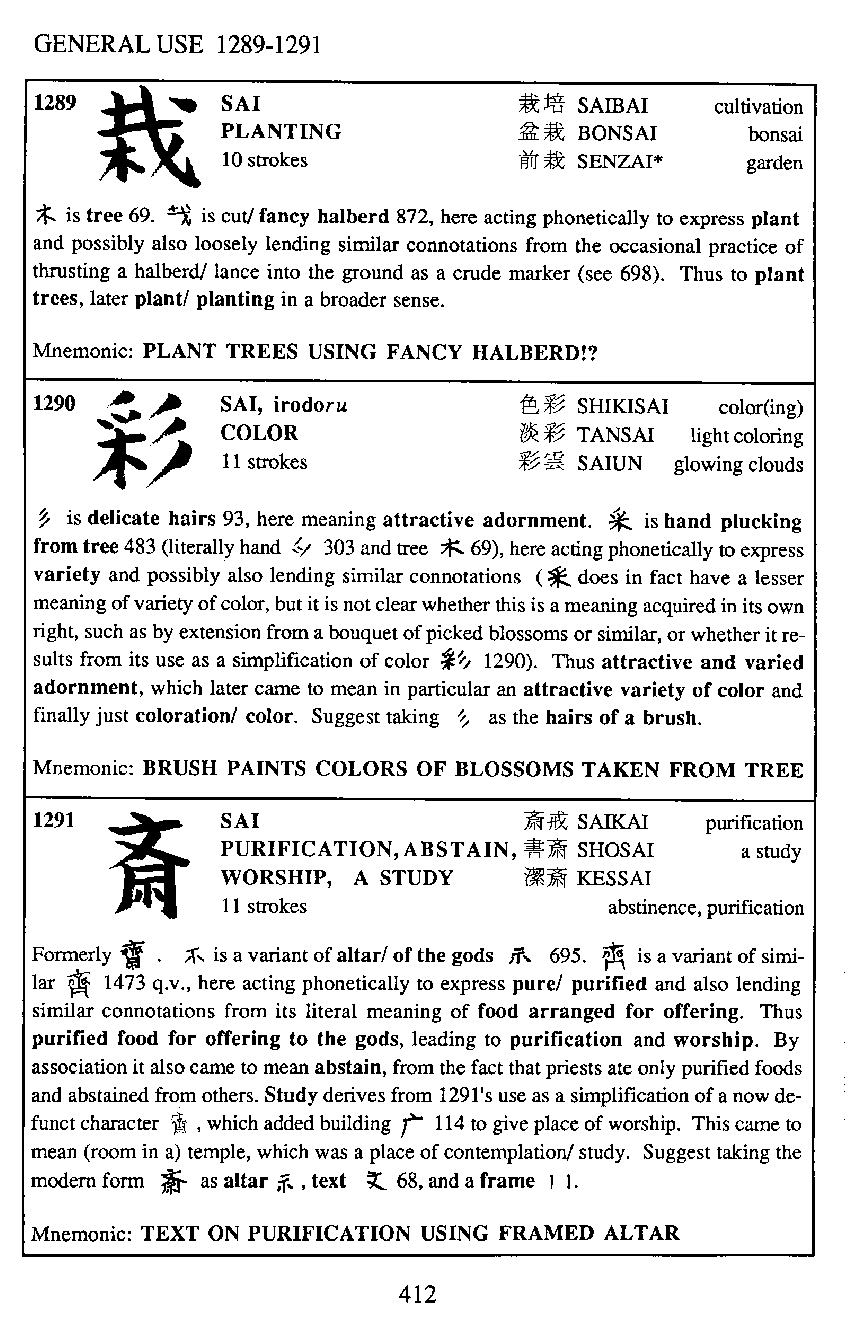 GENERAL USE 1289-1291
1289 栽 SAI 栽培 SAIBAI cultivation
PLANTING 盆栽 BONSAI bonsai
10 strokes 前栽 SENZAI* garden
木 is tree 69. 𢦏 is cut/ fancy halberd 872, here acting phonetically to express plant
and possibly also loosely lending similar connotations from the occasional practice of
thrusting a halberd/ lance into the ground as a crude marker (see 698). Thus to plant
trees, later plant/ planting in a broader sense.
Mnemonic: PLANT TREES USING FANCY HALBERD!?
1290 彩 SAI, irodoru 色彩 SHIKISAI color(ing)
COLOR 淡彩 TANSAI light coloring
11 strokes 彩雲 SAIUN glowing clouds
彡 is delicate hairs 93, here meaning attractive adornment. 采 is hand plucking
from tree 483 (literally hand 爫 303 and tree 木 69), here acting phonetically to express
variety and possibly also lending similar connotations (采 does in fact have a lesser
meaning of variety of color, but it is not clear whether this is a meaning acquired in its own
right, such as by extension from a bouquet of picked blossoms or similar, or whether it re-
sults from its use as a simplification of color 彩 1290). Thus attractive and varied
adornment, which later came to mean in particular an attractive variety of color and
finally just coloration/ color. Suggest taking 彡 as the hairs of a brush.
Mnemonic: BRUSH PAINTS COLORS OF BLOSSOMS TAKEN FROM TREE
1291 斎 SAI 斎戒 SAIKAI purification
PURIFICATION, ABSTAIN, 書斎 SHOSAI a study
WORSHIP, A STUDY 潔斎 KESSAI
11 strokes abstinence, purification
Formerly 齋. is a variant of altar/ of the gods 示 695. is a variant of simi-
lar 齊 1473 q.v., here acting phonetically to express pure/ purified and also lending
similar connotations from its literal meaning of food arranged for offering. Thus
purified food for offering to the gods, leading to purification and worship. By
association it also came to mean abstain, from the fact that priests ate only purified foods
and abstained from others. Study derives from 1291's use as a simplification of a now de-
funct character , which added building 广 114 to give place of worship. This came to
mean (room in a) temple, which was a place of contemplation/ study. Suggest taking the
modern form 斎 as altar 示, text 文 68, and a frame | |.
Mnemonic: TEXT ON PURIFICATION USING FRAMED ALTAR
412